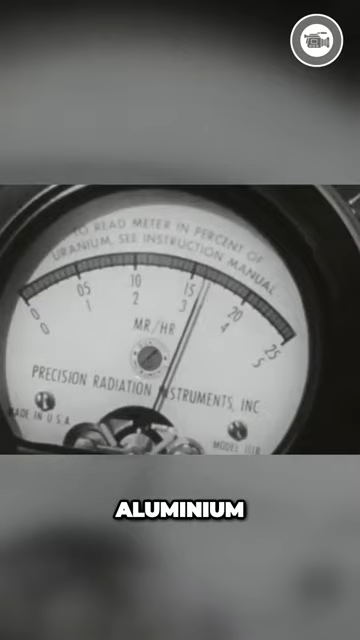 TO READ METER IN PERCENT OF
URANIUM, SEE INSTRUCTION MANUAL
0 05 .10 15 20 25
0 1 2 3 4 5
MR/HR
PRECISION RADIATION INSTRUMENTS, INC
MADE IN U.S.A.
MODEL 111B
ALUMINIUM